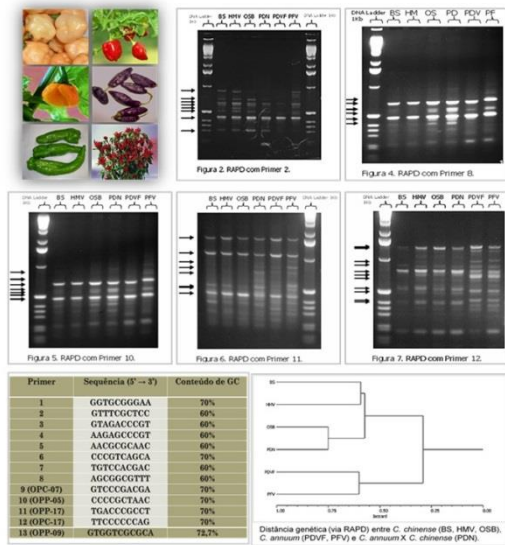 DNA Ladder BS HMV OSB PDN PDVF PFV
Figura 2. RAPD com Primer 2.
DNA Ladder BS HM OS PD PDV PF
1Kb
Figura 4. RAPD com Primer 8.
DNA Ladder BS HMV OSB PDN PDVF PFV
Figura 5. RAPD com Primer 10.
DNA Ladder BS HMV OSB PDN PDVF PFV
Figura 6. RAPD com Primer 11.
DNA Ladder BS HMV OSB PDN PDVF PFV
Figura 7. RAPD com Primer 12.
Primer Sequência (5' → 3') Conteúdo de GC
1 GGTGCGGGAA 70%
2 GTTTCGCTCC 60%
3 GTAGACCCGT 60%
4 AAGAGCCCGT 60%
5 AACGCGCAAC 60%
6 CCCGTCAGCA 70%
7 TGTCCACGAC 60%
8 AGCGGCGTTT 60%
9 (OPC-07) GTCCCGACGA 70%
10 (OPP-05) CCCCGCTAAC 70%
11 (OPP-17) TGACCCGCCT 70%
12 (OPC-17) TTCCCCCCAG 70%
13 (OPP-09) GTGGTCGCGCA 72,7%
BS
HMV
OSB
PDN
PDVF
PFV
Distância genética (via RAPD) entre C. chinense (BS, HMV, OSB),
C. annuum (PDVF, PFV) e C. annuum X C. chinense (PDN).